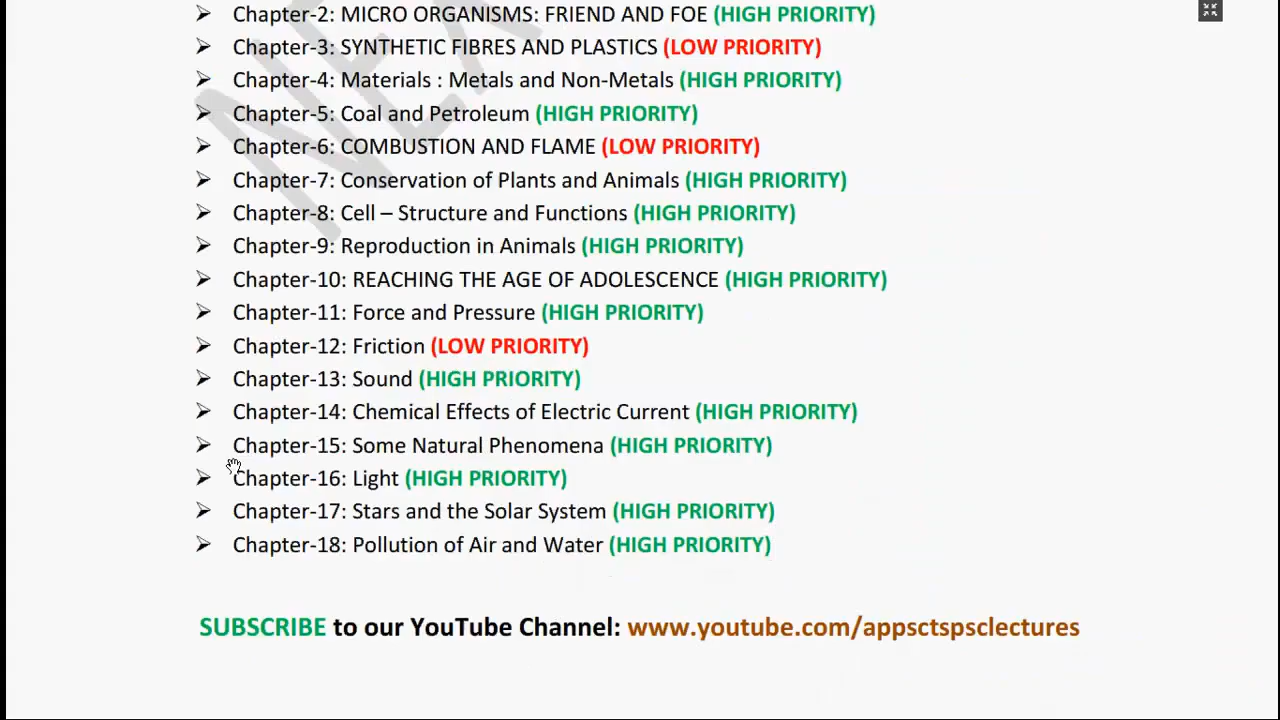 Chapter-2: MICRO ORGANISMS: FRIEND AND FOE (HIGH PRIORITY)
Chapter-3: SYNTHETIC FIBRES AND PLASTICS (LOW PRIORITY)
Chapter-4: Materials : Metals and Non-Metals (HIGH PRIORITY)
Chapter-5: Coal and Petroleum (HIGH PRIORITY)
Chapter-6: COMBUSTION AND FLAME (LOW PRIORITY)
Chapter-7: Conservation of Plants and Animals (HIGH PRIORITY)
Chapter-8: Cell – Structure and Functions (HIGH PRIORITY)
Chapter-9: Reproduction in Animals (HIGH PRIORITY)
Chapter-10: REACHING THE AGE OF ADOLESCENCE (HIGH PRIORITY)
Chapter-11: Force and Pressure (HIGH PRIORITY)
Chapter-12: Friction (LOW PRIORITY)
Chapter-13: Sound (HIGH PRIORITY)
Chapter-14: Chemical Effects of Electric Current (HIGH PRIORITY)
Chapter-15: Some Natural Phenomena (HIGH PRIORITY)
Chapter-16: Light (HIGH PRIORITY)
Chapter-17: Stars and the Solar System (HIGH PRIORITY)
Chapter-18: Pollution of Air and Water (HIGH PRIORITY)
SUBSCRIBE to our YouTube Channel: www.youtube.com/appsctspsclectures